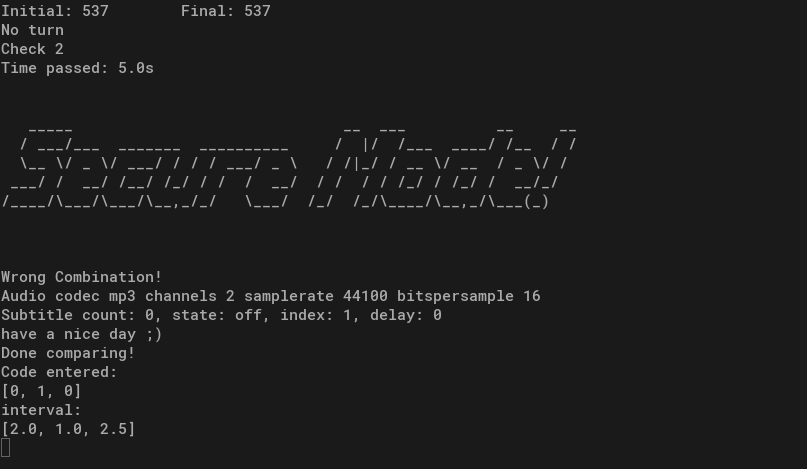 Initial: 537 Final: 537
No turn
Check 2
Time passed: 5.0s
Secure Mode!
Wrong Combination!
Audio codec mp3 channels 2 samplerate 44100 bitspersample 16
Subtitle count: 0, state: off, index: 1, delay: 0
have a nice day ;)
Done comparing!
Code entered:
[0, 1, 0]
interval:
[2.0, 1.0, 2.5]